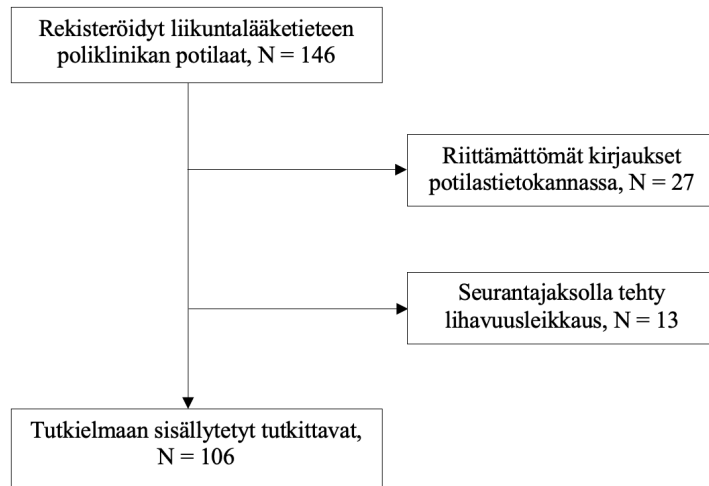 Rekisteröidyt liikuntalääketieteen
poliklinikan potilaat, N = 146
Riittämättömät kirjaukset
potilastietokannassa, N = 27
Seurantajaksolla tehty
lihavuusleikkaus, N = 13
Tutkielmaan sisällytetyt tutkittavat,
N = 106